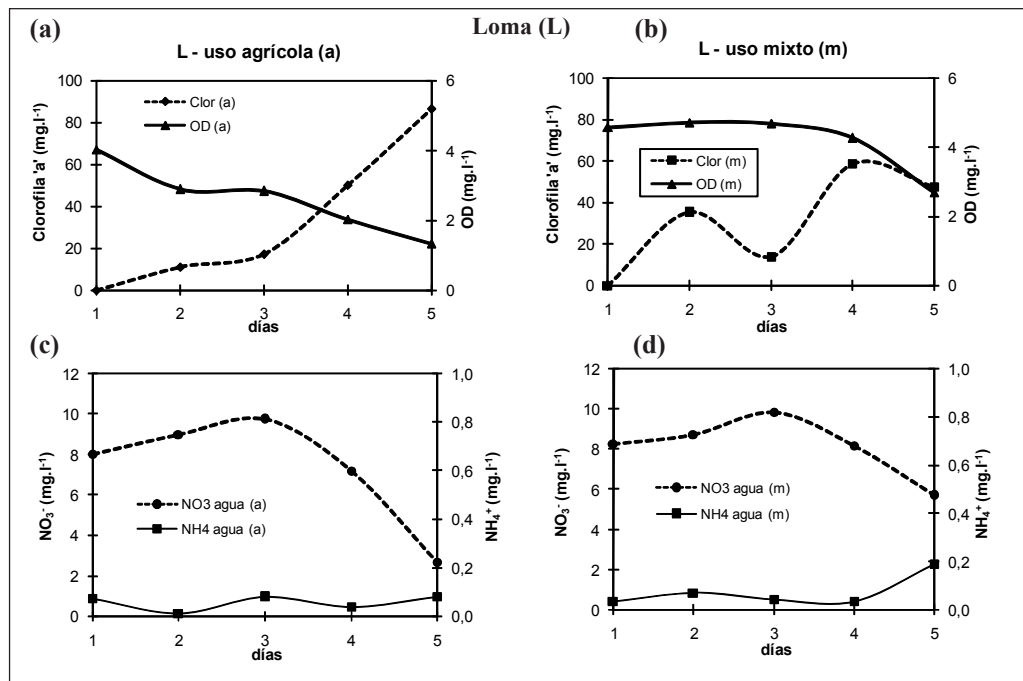 Loma (L)
(a)
L - uso agrícola (a)
Clorofila 'a' (mg.l-1)
100
80
60
40
20
0
Clor (a)
OD (a)
6
4
2
0
OD (mg.l-1)
1 2 3 4 5
días
(b)
L - uso mixto (m)
Clorofila 'a' (mg.l-1)
100
80
60
40
20
0
Clor (m)
OD (m)
6
4
2
0
OD (mg.l-1)
1 2 3 4 5
días
(c)
NO3- (mg.l-1)
12
10
8
6
4
2
0
NO3 agua (a)
NH4 agua (a)
1,0
0,8
0,6
0,4
0,2
0,0
NH4+ (mg.l-1)
1 2 3 4 5
días
(d)
NO3- (mg.l-1)
12
10
8
6
4
2
0
NO3 agua (m)
NH4 agua (m)
1,0
0,8
0,6
0,4
0,2
0,0
NH4+ (mg.l-1)
1 2 3 4 5
días